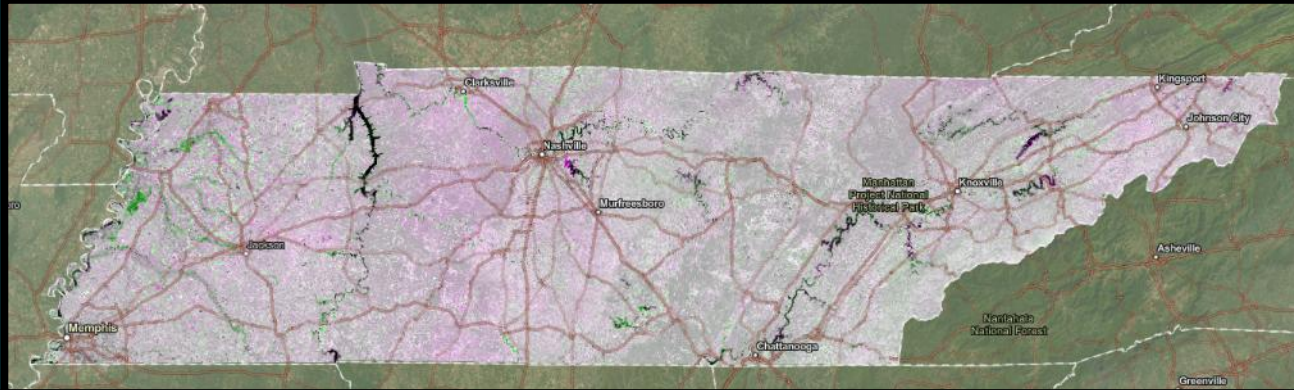 Clarksville
Kingsport
Johnson City
Nashville
Manhattan
Project National
Historical Park
Knoxville
Murfreesboro
Jackson
Asheville
Memphis
Nantahala
National Forest
Chattanooga
Greenville